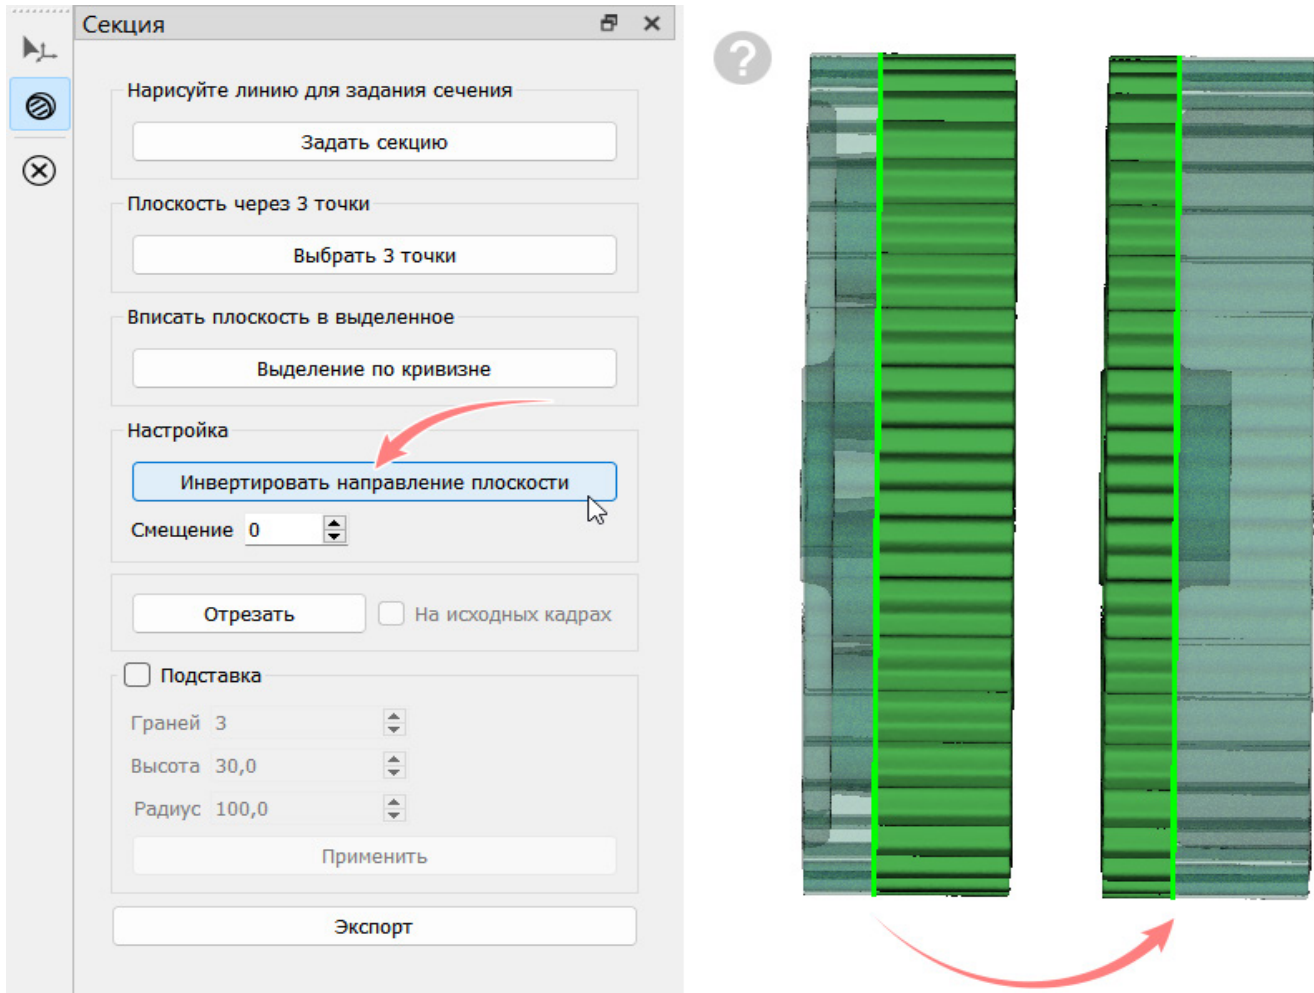 Секция
Нарисуйте линию для задания сечения
Задать секцию
Плоскость через 3 точки
Выбрать 3 точки
Вписать плоскость в выделенное
Выделение по кривизне
Настройка
Инвертировать направление плоскости
Смещение 0
Отрезать На исходных кадрах
Подставка
Граней 3
Высота 30,0
Радиус 100,0
Применить
Экспорт
?